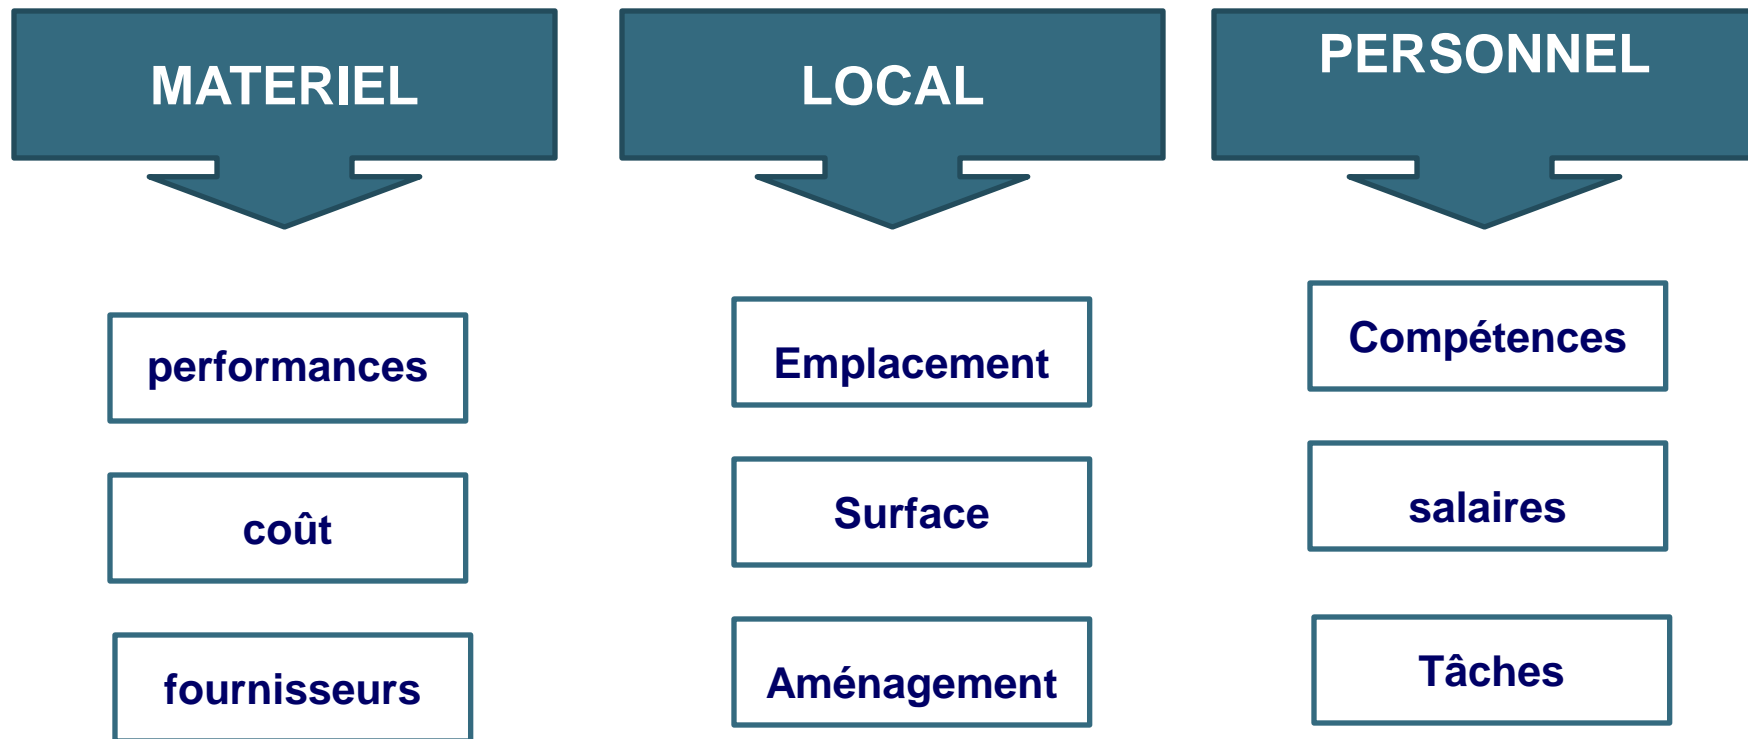 MATERIEL
LOCAL
PERSONNEL
performances
Emplacement
Compétences
coût
Surface
salaires
fournisseurs
Aménagement
Tâches